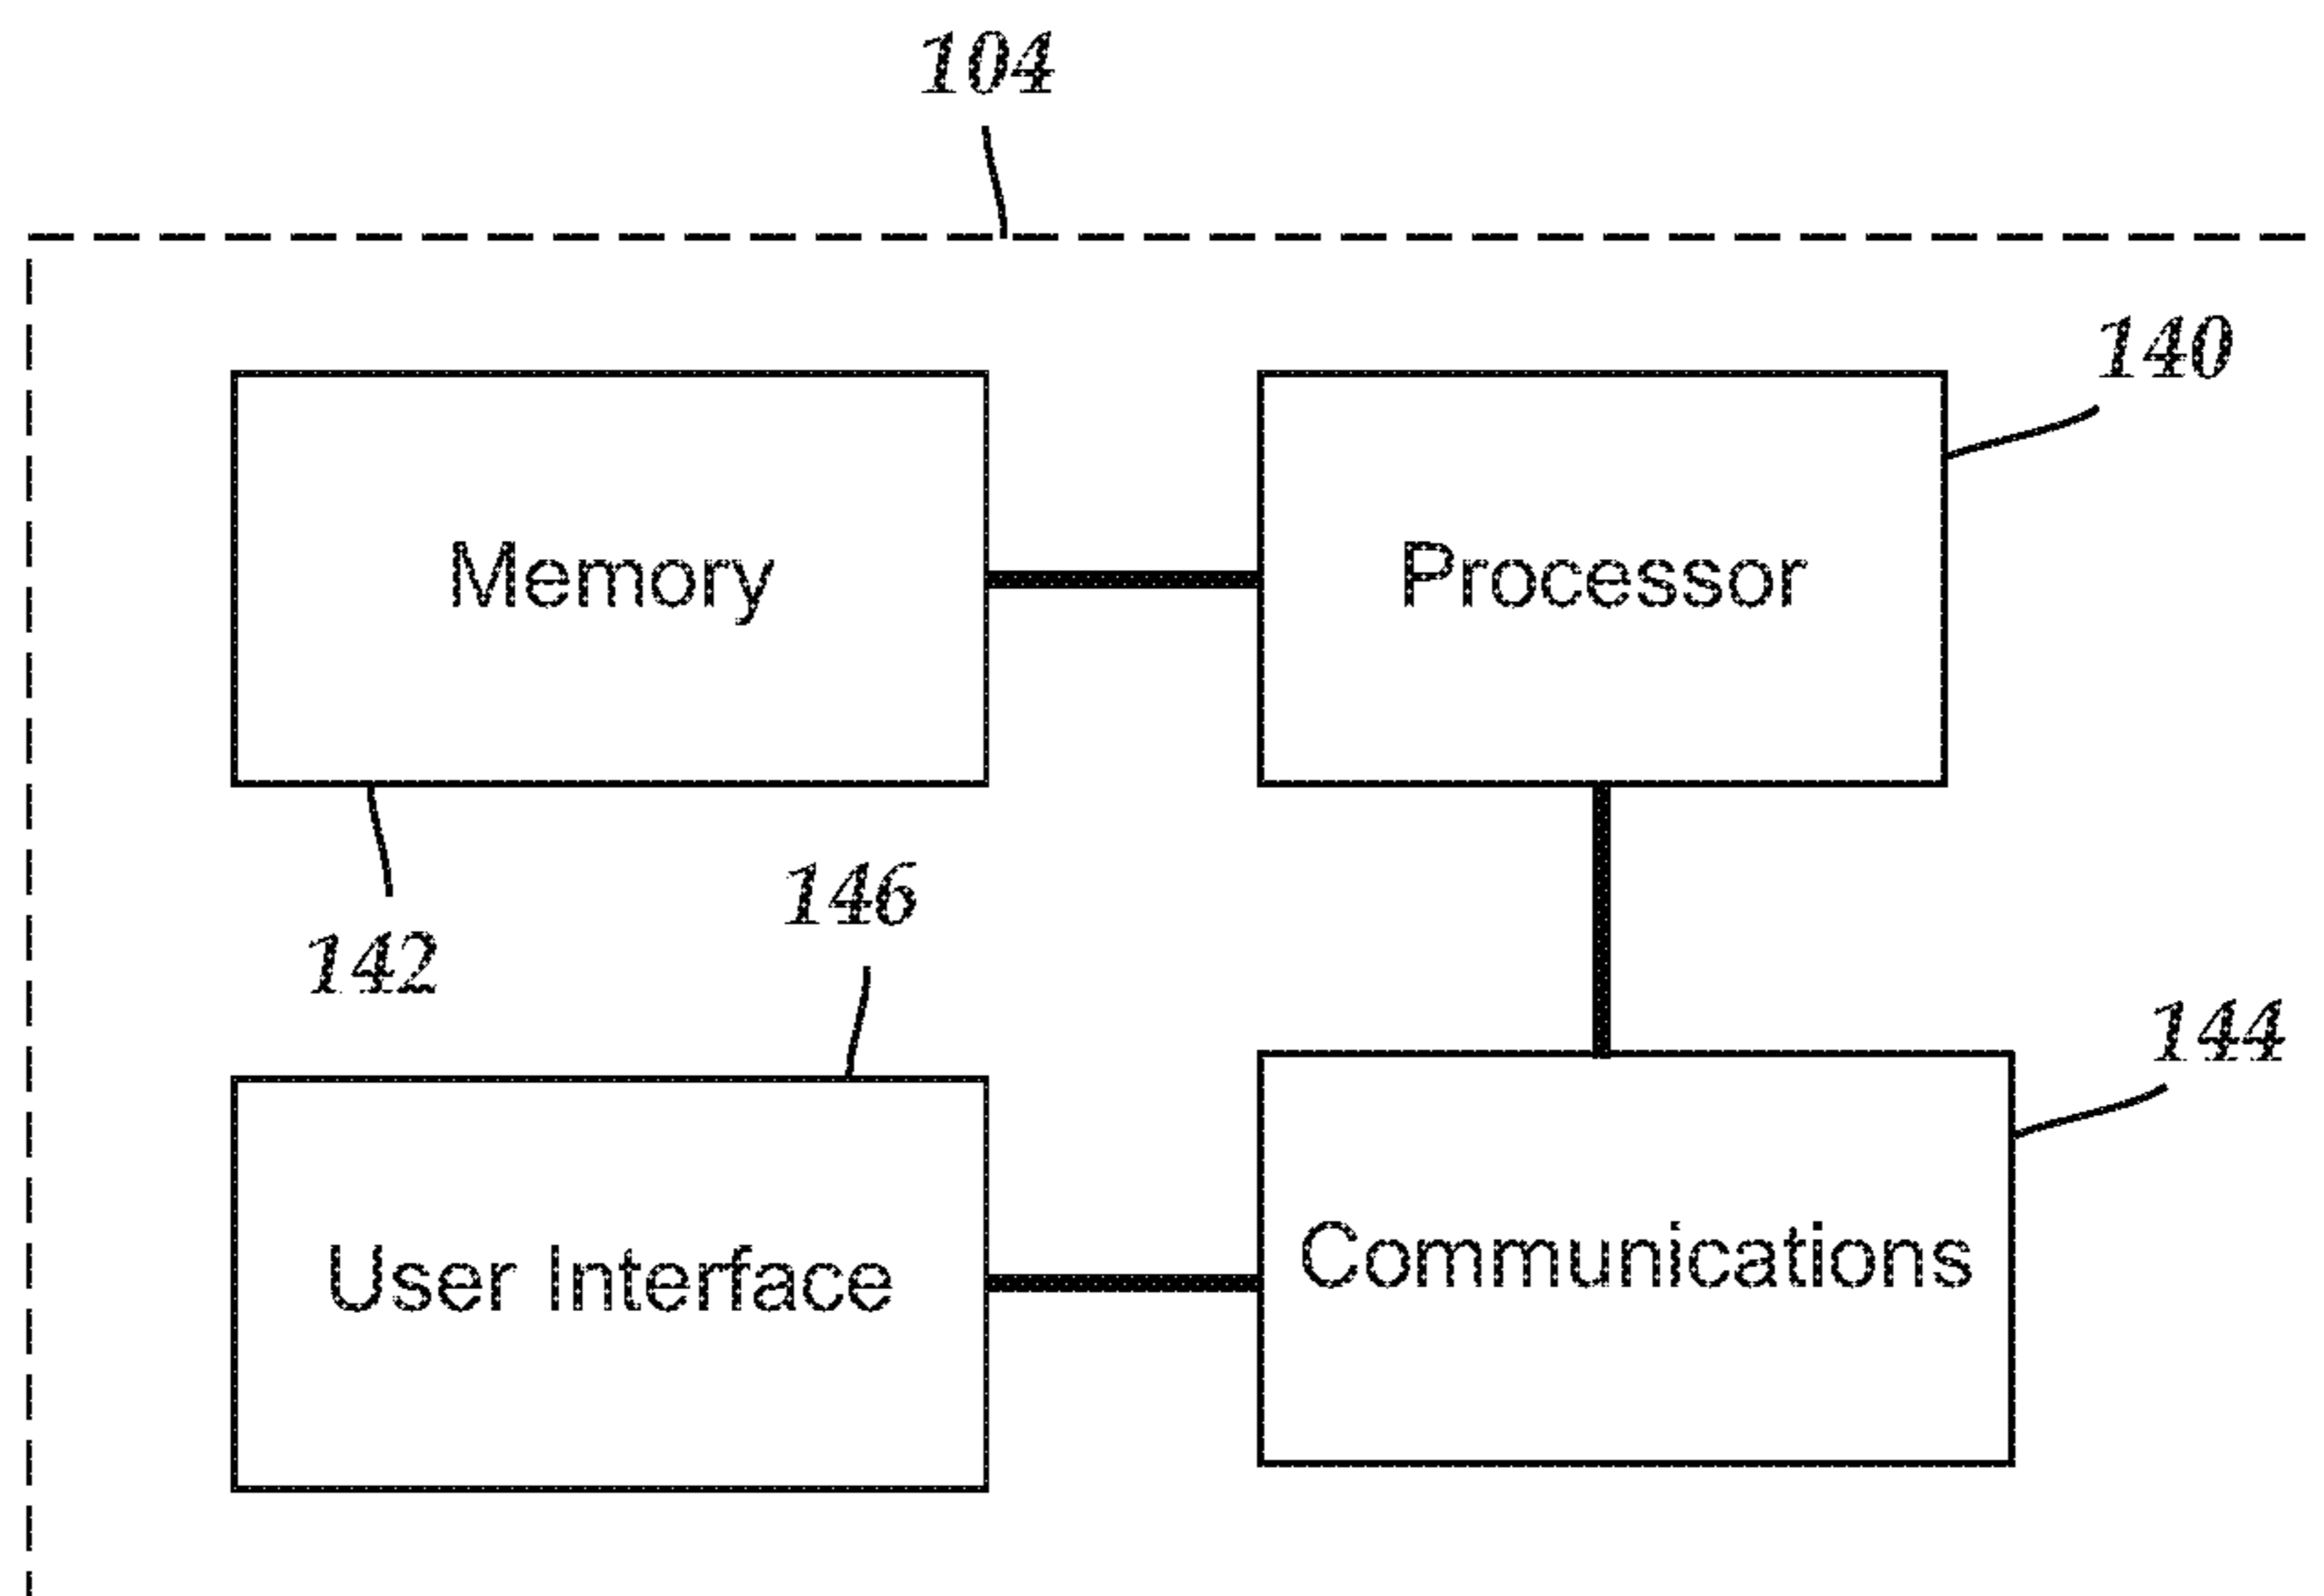 104
140
Memory
Processor
146
142
144
User Interface
Communications